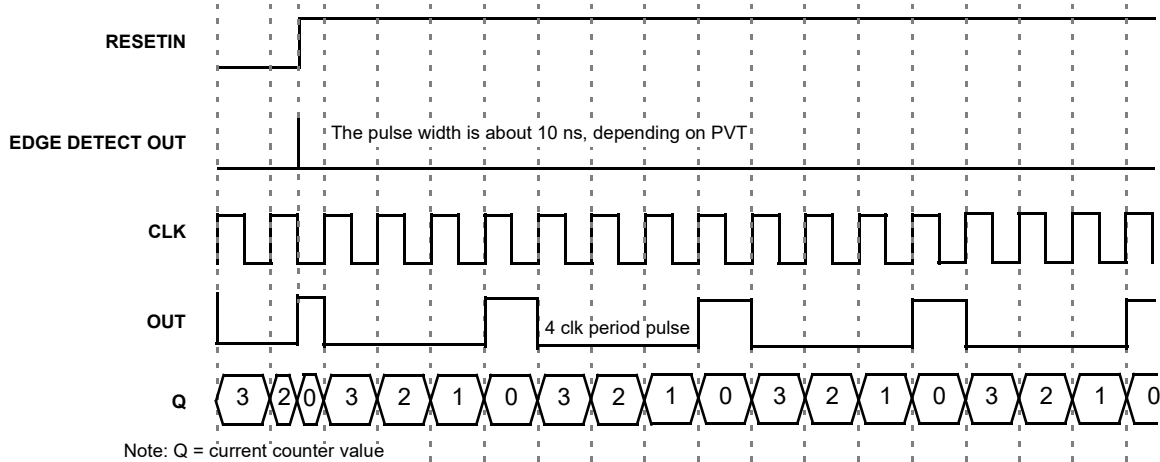 RESETIN
EDGE DETECT OUT
The pulse width is about 10 ns, depending on PVT
CLK
OUT
4 clk period pulse
Q
3 2 0 3 2 1 0 3 2 1 0 3 2 1 0 3 2 1 0
Note: Q = current counter value